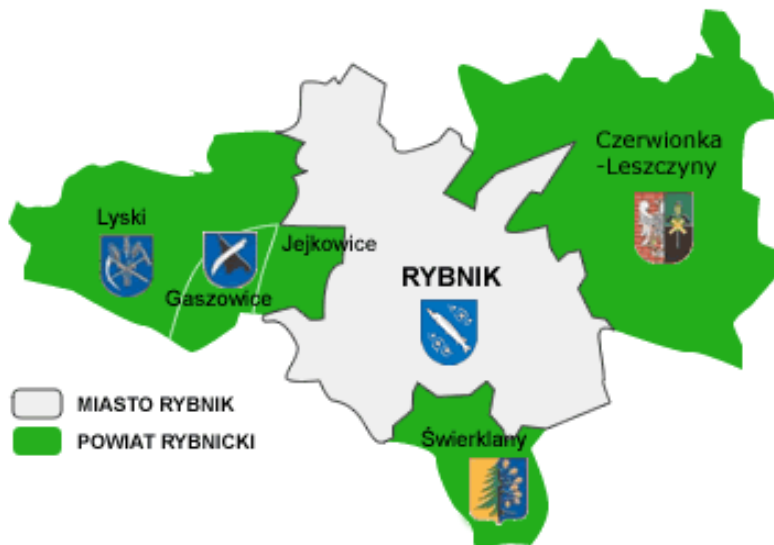 Czerwionka
-Leszczyny
Lyski
Jejkowice
Gaszowice
RYBNIK
MIASTO RYBNIK
POWIAT RYBNICKI
Świerklany